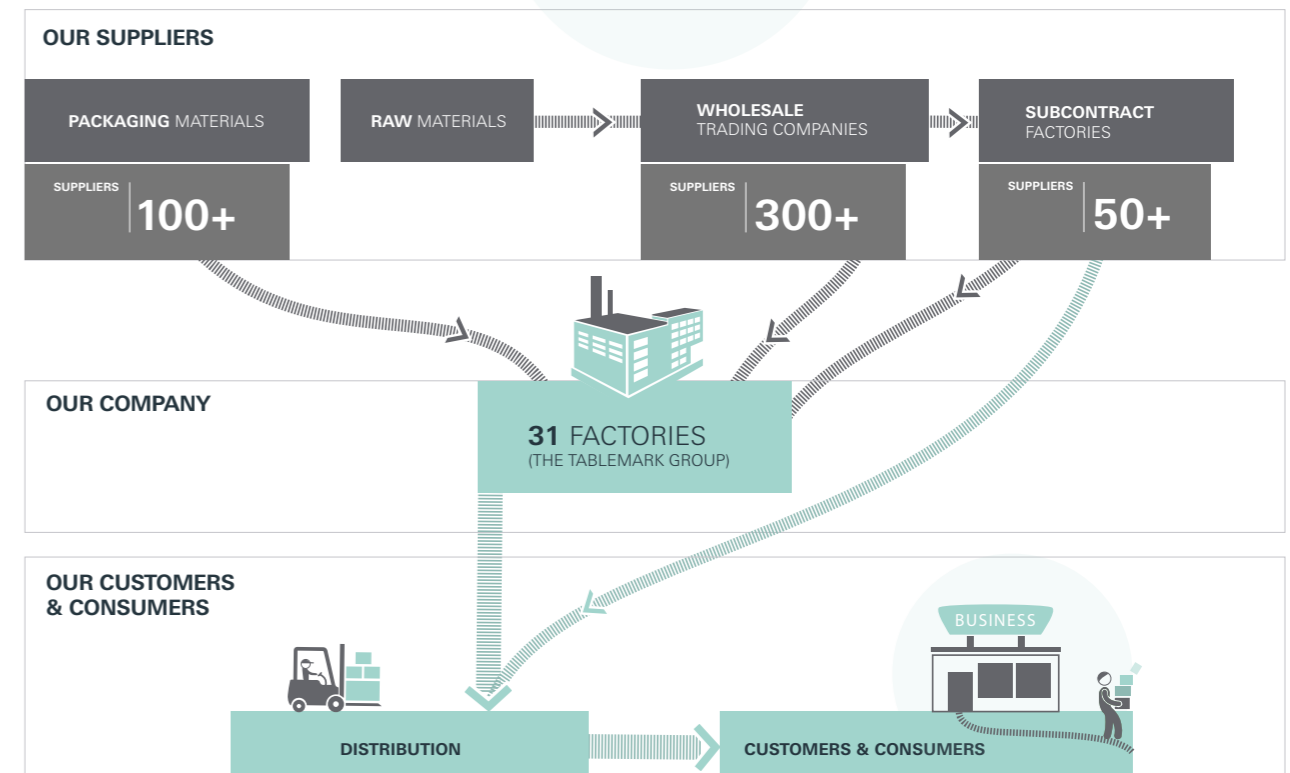 OUR SUPPLIERS
PACKAGING MATERIALS
SUPPLIERS
100+
RAW MATERIALS
WHOLESALE
TRADING COMPANIES
SUPPLIERS
300+
SUBCONTRACT
FACTORIES
SUPPLIERS
50+
OUR COMPANY
31 FACTORIES
(THE TABLEMARK GROUP)
OUR CUSTOMERS
& CONSUMERS
BUSINESS
DISTRIBUTION
CUSTOMERS & CONSUMERS